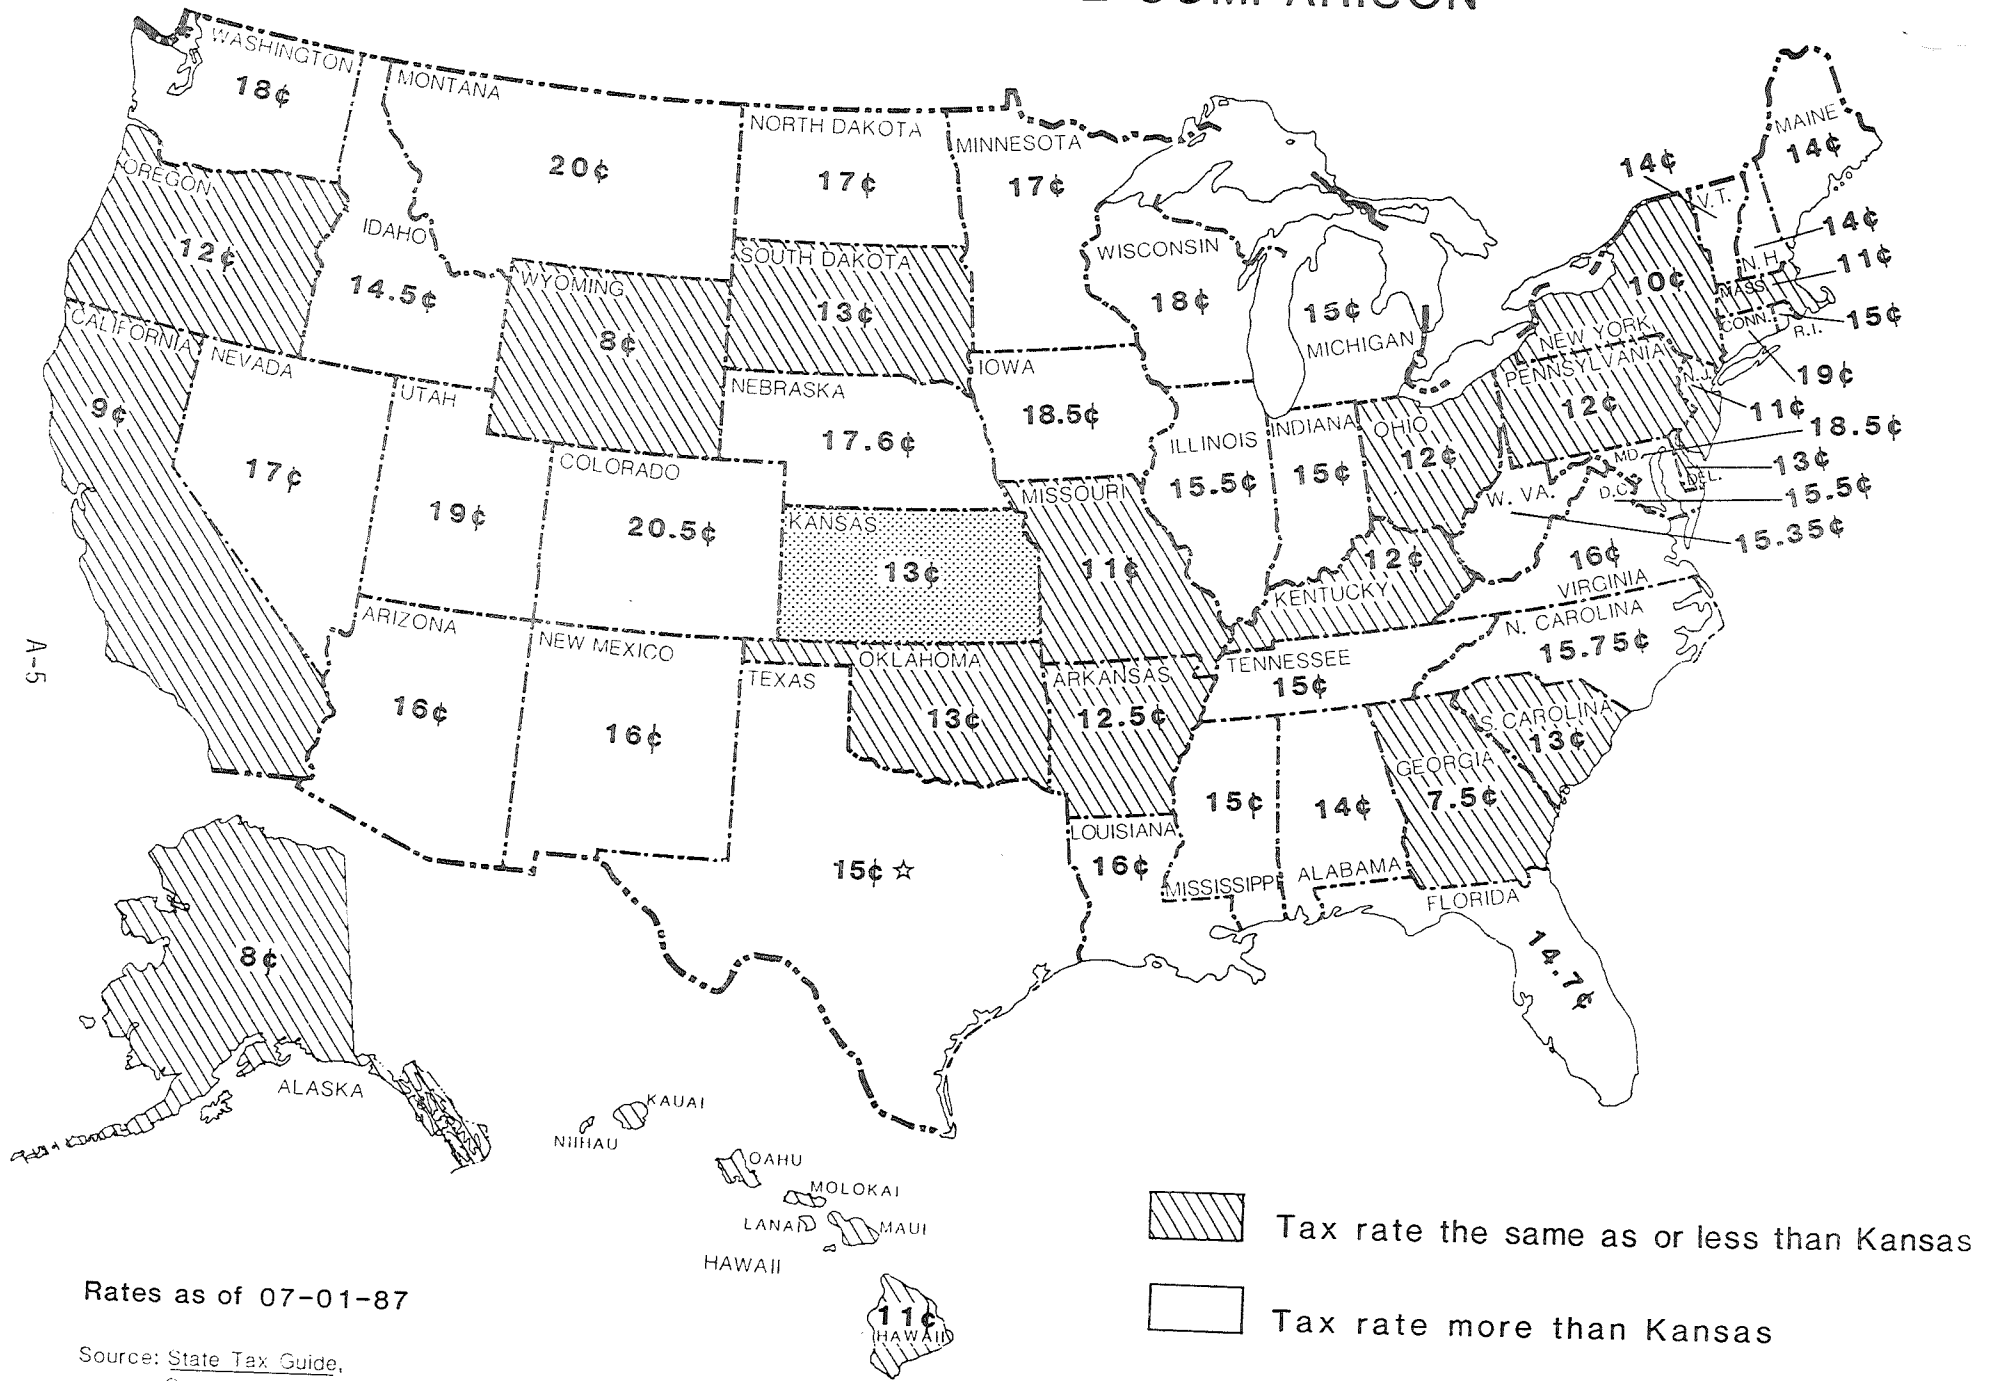 COMPARISON
WASHINGTON
18¢
MONTANA
20¢
NORTH DAKOTA
17¢
MINNESOTA
17¢
MAINE
14¢
14¢
V.T.
OREGON
12¢
IDAHO
14.5¢
WYOMING
8¢
SOUTH DAKOTA
13¢
WISCONSIN
18¢
15¢
MICHIGAN
10¢
NEW YORK
14¢
N.H.
11¢
MASS.
CONN.
R.I.
15¢
19¢
CALIFORNIA
9¢
NEVADA
17¢
UTAH
19¢
NEBRASKA
17.6¢
IOWA
18.5¢
ILLINOIS
15.5¢
INDIANA
15¢
OHIO
12¢
PENNSYLVANIA
12¢
N.J.
11¢
18.5¢
MD.
13¢
DEL.
D.C.
15.5¢
W. VA.
15.35¢
COLORADO
20.5¢
KANSAS
13¢
MISSOURI
11¢
12¢
KENTUCKY
16¢
VIRGINIA
N. CAROLINA
15.75¢
A-5
ARIZONA
16¢
NEW MEXICO
16¢
TEXAS
15¢ ☆
OKLAHOMA
13¢
ARKANSAS
12.5¢
TENNESSEE
15¢
S. CAROLINA
13¢
GEORGIA
7.5¢
LOUISIANA
16¢
15¢
MISSISSIPPI
14¢
ALABAMA
FLORIDA
14.7¢
8¢
ALASKA
KAUAI
NIIHAU
OAHU
MOLOKAI
LANAI
MAUI
HAWAII
11¢
HAWAII
Tax rate the same as or less than Kansas
Tax rate more than Kansas
Rates as of 07-01-87
Source: State Tax Guide,